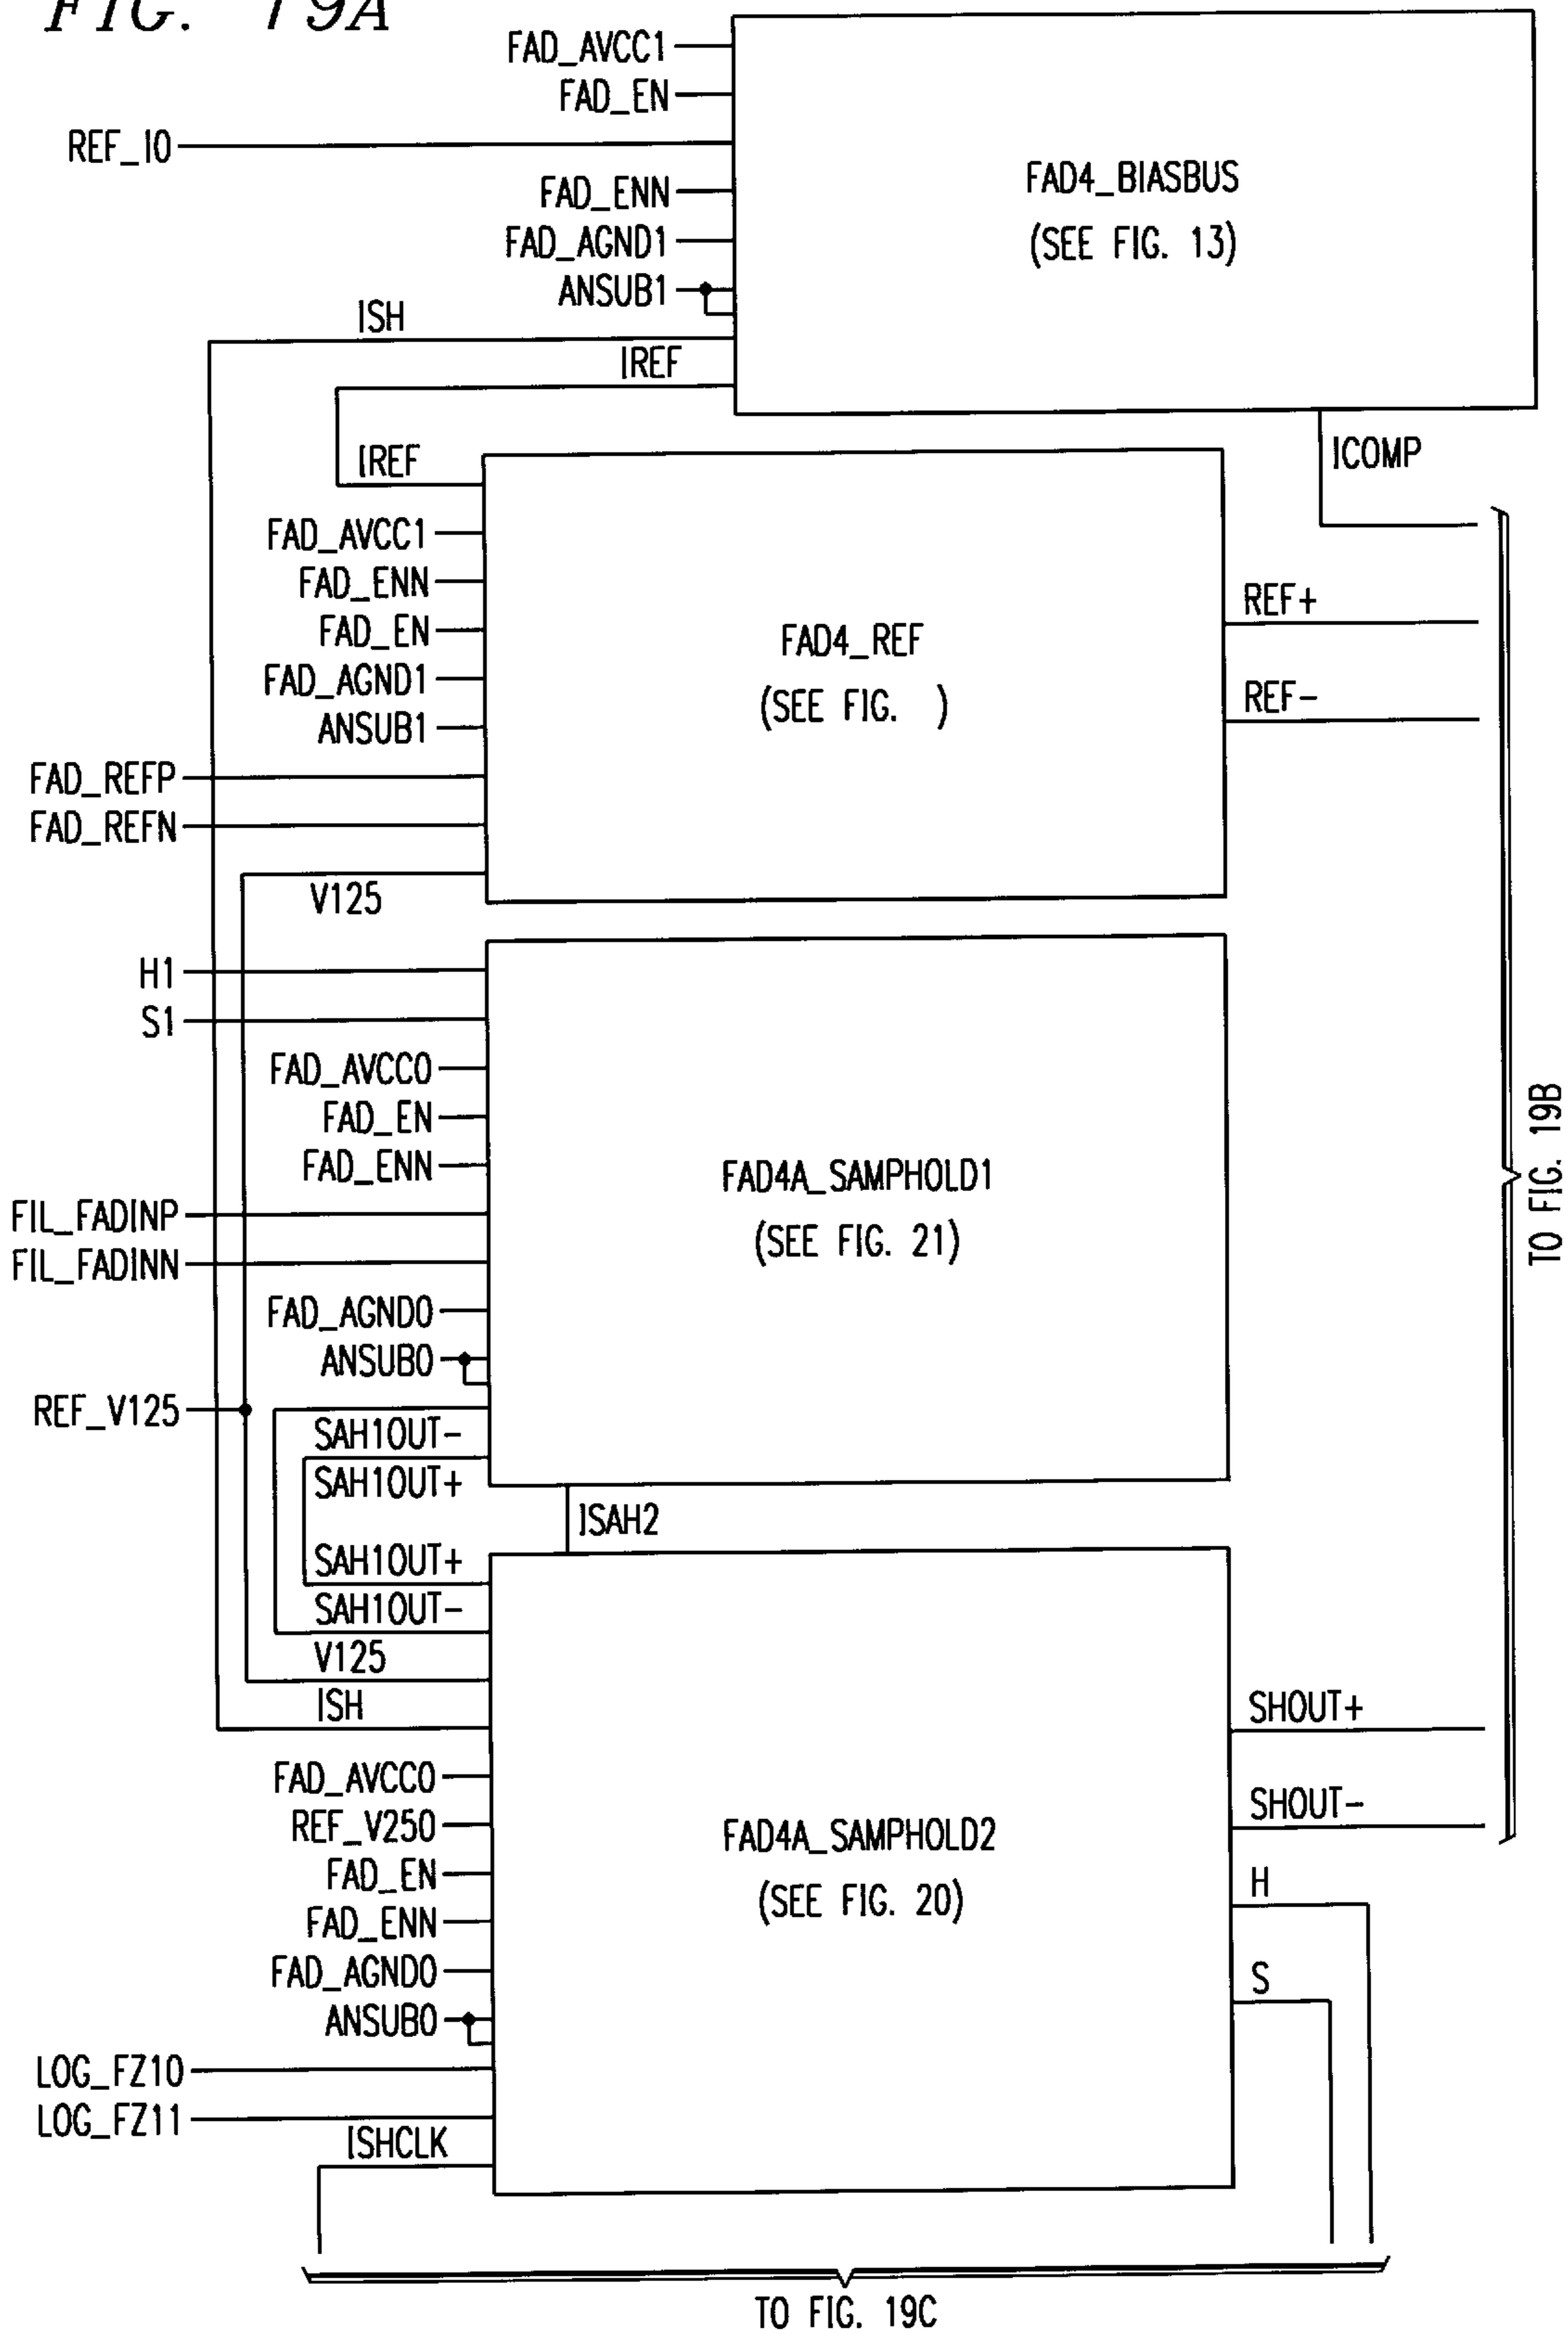 FIG. 19A
FAD_AVCC1
FAD_EN
REF_I0
FAD_ENN
FAD_AGND1
ANSUB1
ISH
IREF
FAD4_BIASBUS
(SEE FIG. 13)
ICOMP
IREF
FAD_AVCC1
FAD_ENN
FAD_EN
FAD_AGND1
ANSUB1
FAD_REFP
FAD_REFN
V125
FAD4_REF
(SEE FIG. )
REF+
REF-
H1
S1
FAD_AVCC0
FAD_EN
FAD_ENN
FIL_FADINP
FIL_FADINN
FAD_AGND0
ANSUB0
REF_V125
SAH1OUT-
SAH1OUT+
FAD4A_SAMPHOLD1
(SEE FIG. 21)
TO FIG. 19B
ISAH2
SAH1OUT+
SAH1OUT-
V125
ISH
FAD_AVCC0
REF_V250
FAD_EN
FAD_ENN
FAD_AGND0
ANSUB0
LOG_FZ10
LOG_FZ11
ISHCLK
FAD4A_SAMPHOLD2
(SEE FIG. 20)
SHOUT+
SHOUT-
H
S
TO FIG. 19C